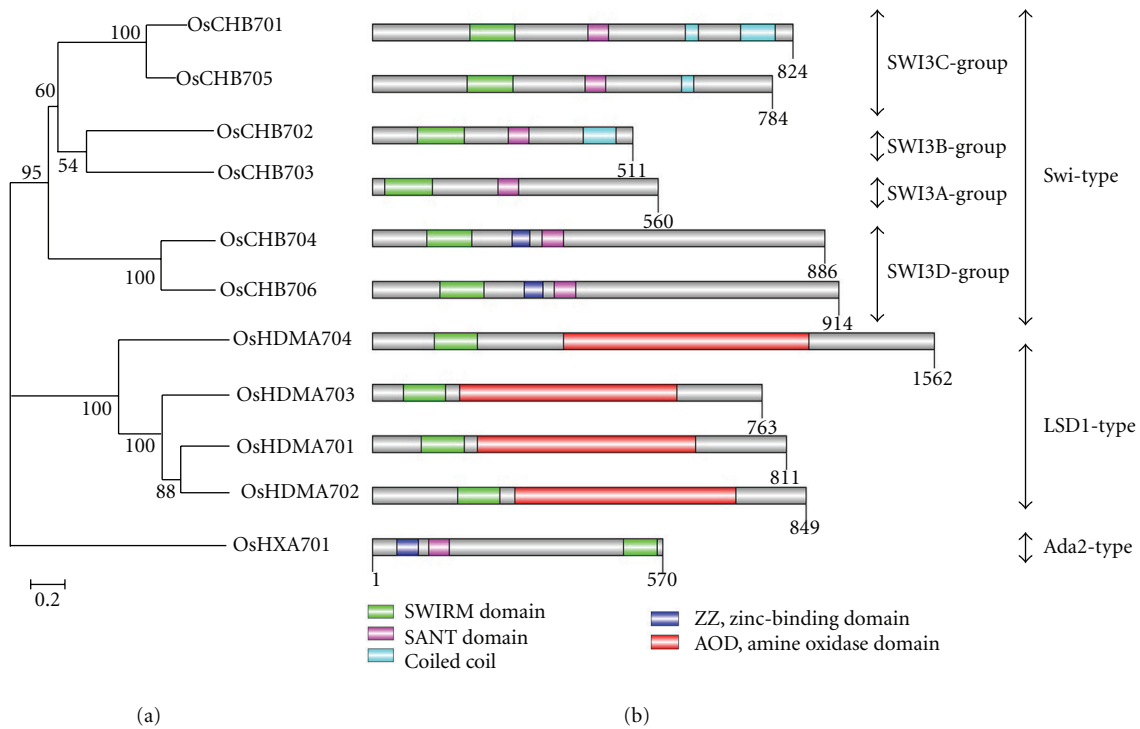 OsCHB701
100
824
SWI3C-group
OsCHB705
784
60
OsCHB702
54
511
SWI3B-group
OsCHB703
95
560
SWI3A-group
Swi-type
OsCHB704
886
SWI3D-group
100
OsCHB706
914
OsHDMA704
1562
100
OsHDMA703
763
100
LSD1-type
OsHDMA701
811
88
OsHDMA702
849
OsHXA701
1
570
Ada2-type
0.2
SWIRM domain
SANT domain
Coiled coil
ZZ, zinc-binding domain
AOD, amine oxidase domain
(a)
(b)